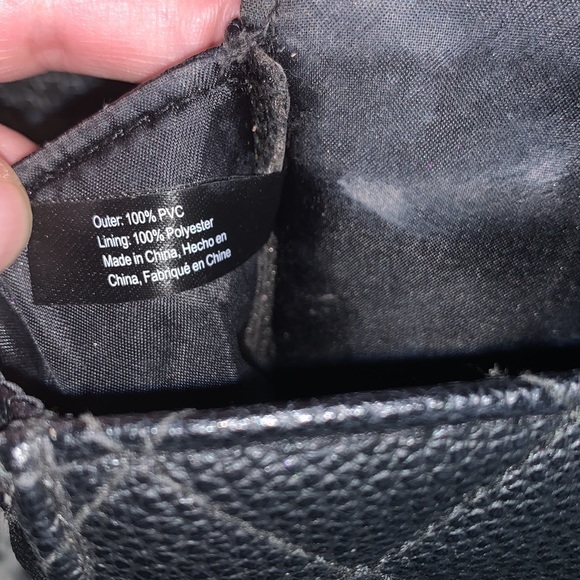 Outer: 100% PVC
Lining: 100% Polyester
Made in China, Hecho en
China, Fabriqué en Chine